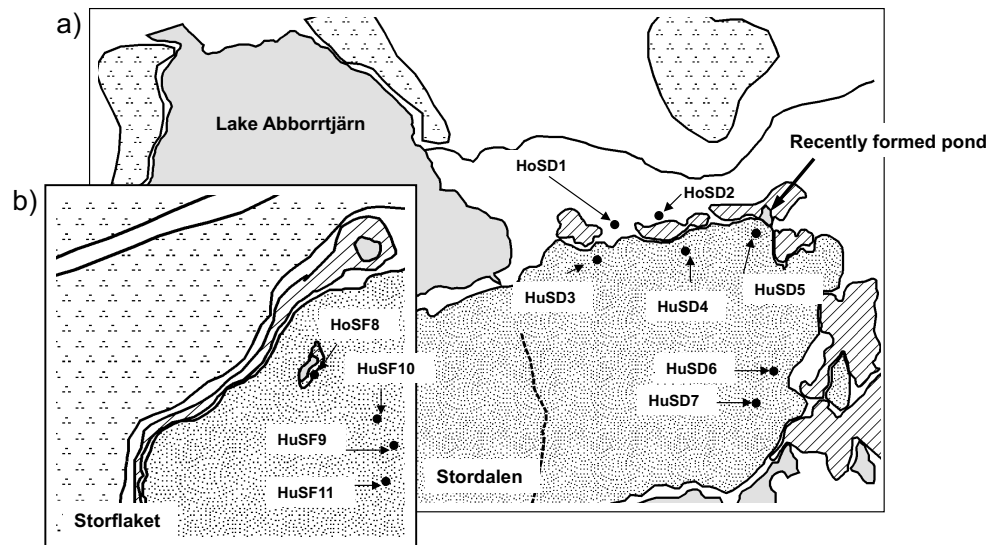 a)
Lake Abborrtjärn
Recently formed pond
HoSD1
HoSD2
b)
HuSD3
HuSD4
HuSD5
HoSF8
HuSF10
HuSD6
HuSD7
HuSF9
HuSF11
Stordalen
Storflaket